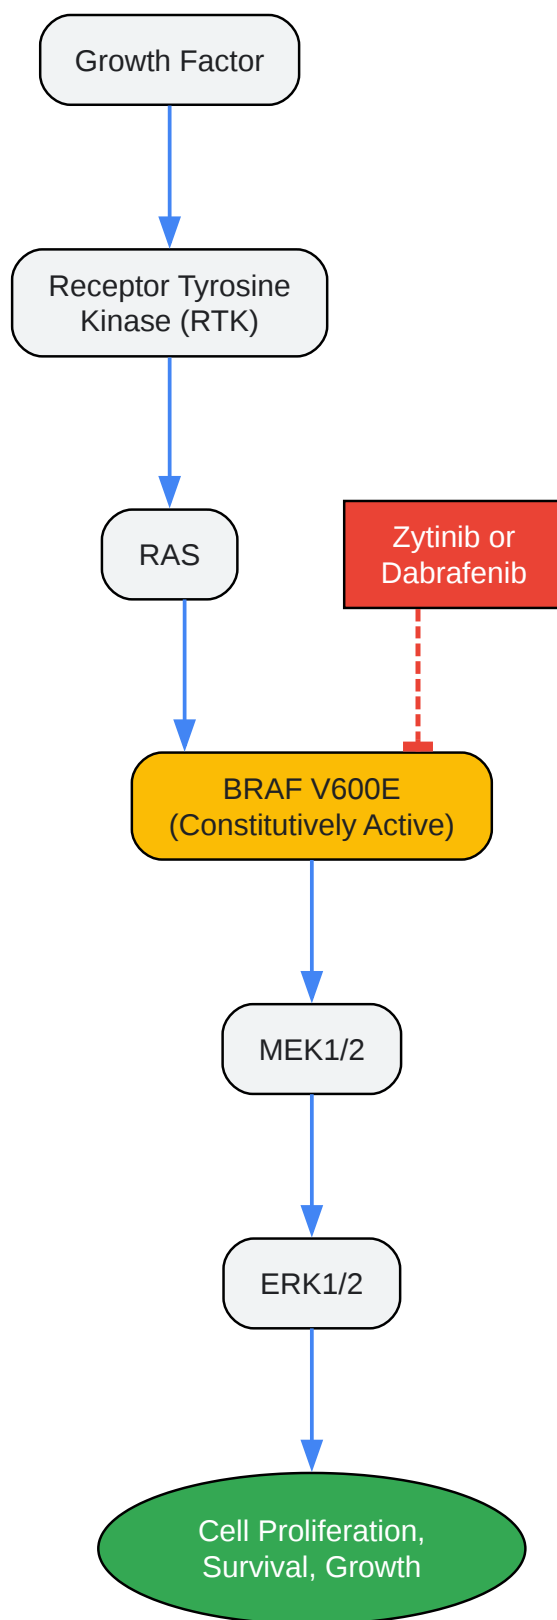 Growth Factor
Receptor Tyrosine
Kinase (RTK)
RAS
Zytinib or
Dabrafenib
BRAF V600E
(Constitutively Active)
MEK1/2
ERK1/2
Cell Proliferation,
Survival, Growth